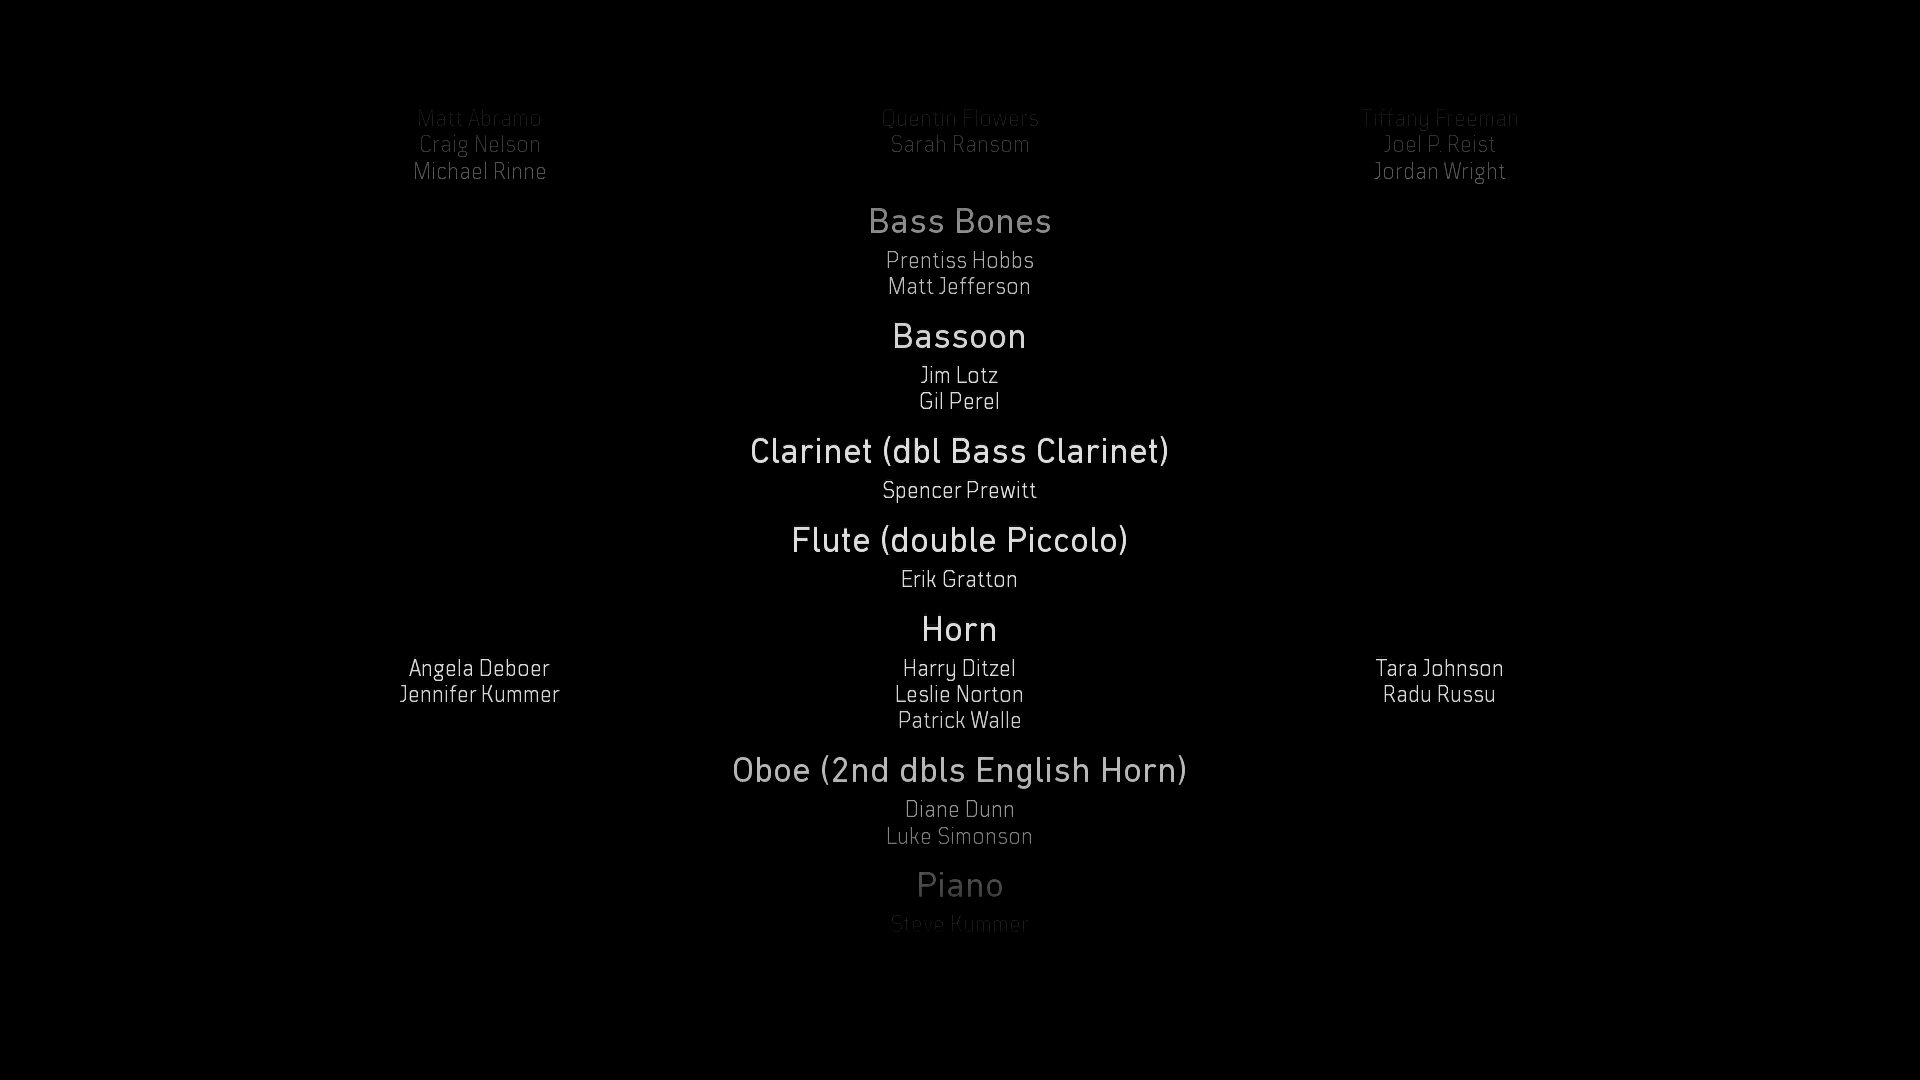 Matt Abramo Quentin Flowers Tiffany Freeman
Craig Nelson Sarah Ransom Joel P. Reist
Michael Rinne Jordan Wright
Bass Bones
Prentiss Hobbs
Matt Jefferson
Bassoon
Jim Lotz
Gil Perel
Clarinet (dbl Bass Clarinet)
Spencer Prewitt
Flute (double Piccolo)
Erik Gratton
Horn
Angela Deboer Harry Ditzel Tara Johnson
Jennifer Kummer Leslie Norton Radu Russu
Patrick Walle
Oboe (2nd dbls English Horn)
Diane Dunn
Luke Simonson
Piano
Steve Kummer